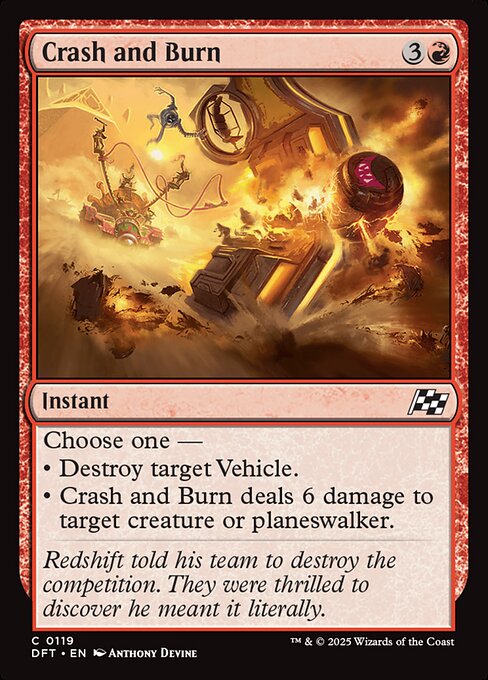 Crash and Burn 3
Instant
Choose one —
• Destroy target Vehicle.
• Crash and Burn deals 6 damage to
target creature or planeswalker.
Redshift told his team to destroy the
competition. They were thrilled to
discover he meant it literally.
C 0119
DFT • EN Anthony Devine
™ & © 2025 Wizards of the Coast